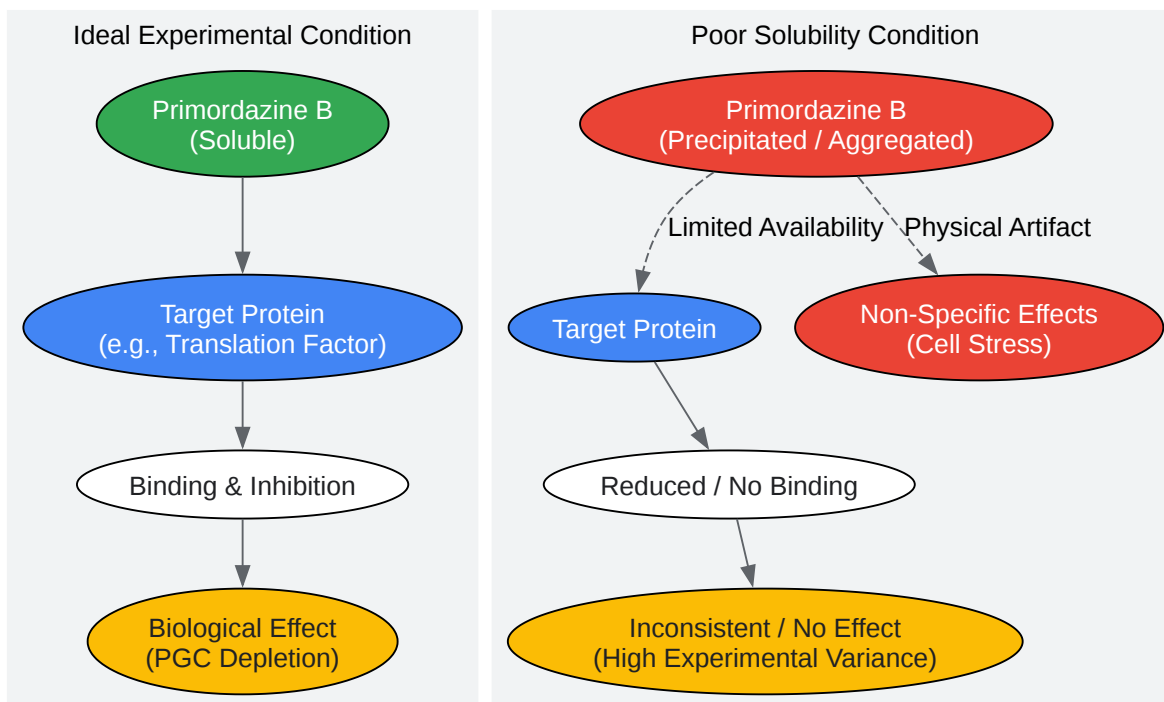 Ideal Experimental Condition
Primordazine B
(Soluble)
Target Protein
(e.g., Translation Factor)
Binding & Inhibition
Biological Effect
(PGC Depletion)
Poor Solubility Condition
Primordazine B
(Precipitated / Aggregated)
Limited Availability
Physical Artifact
Target Protein
Non-Specific Effects
(Cell Stress)
Reduced / No Binding
Inconsistent / No Effect
(High Experimental Variance)